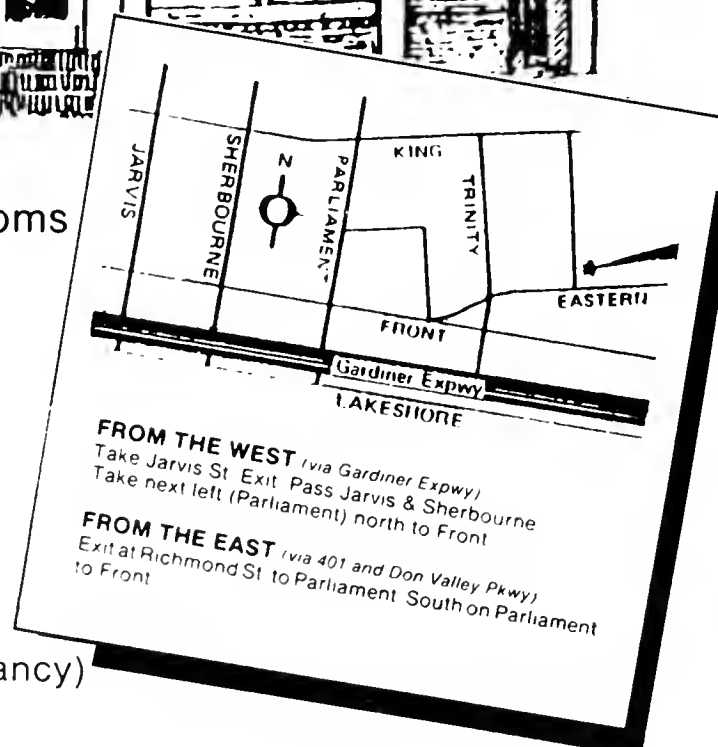 oms
KING
JARVIS
SHERBOURNE
N
PARLIAMENT
TRINITY
EASTERN
FRONT
Gardiner Expwy
LAKESHORE
FROM THE WEST (via Gardiner Expwy)
Take Jarvis St Exit Pass Jarvis & Sherbourne
Take next left (Parliament) north to Front
FROM THE EAST (via 401 and Don Valley Pkwy)
Exit at Richmond St to Parliament South on Parliament
to Front
ancy)